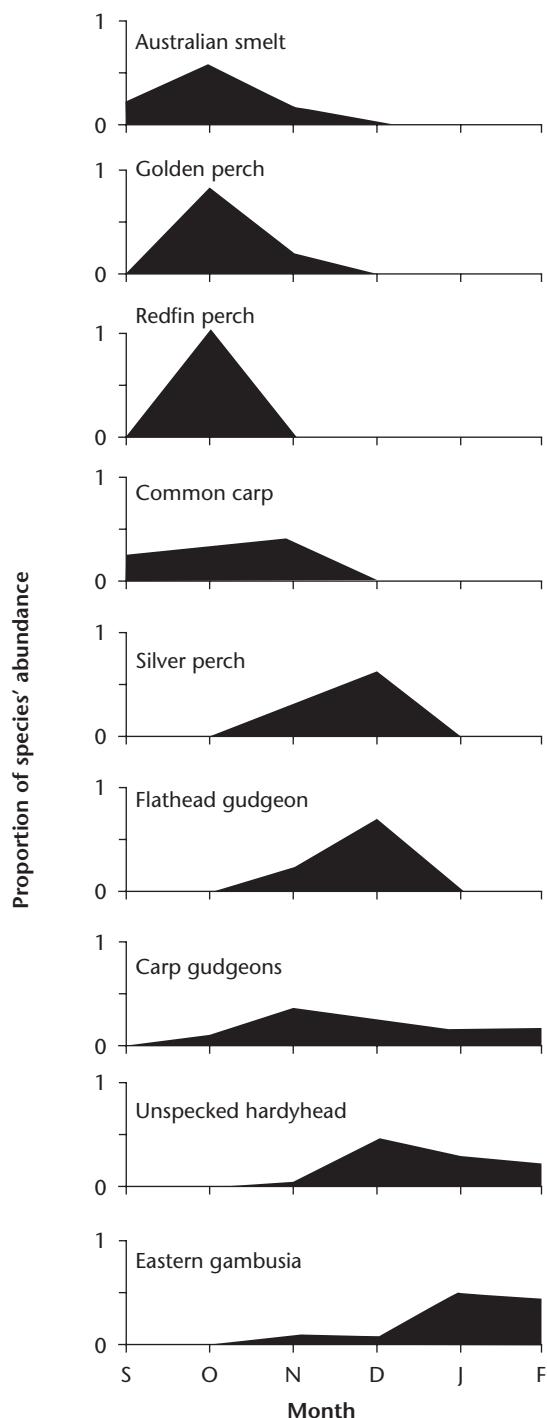 1
Australian smelt
0
Golden perch
1
0
Redfin perch
1
0
1
Common carp
0
1
Silver perch
0
1
Flathead gudgeon
0
1
Carp gudgeons
0
1
Unspecked hardyhead
0
1
Eastern gambusia
0
S O N D J F
Month
Proportion of species' abundance